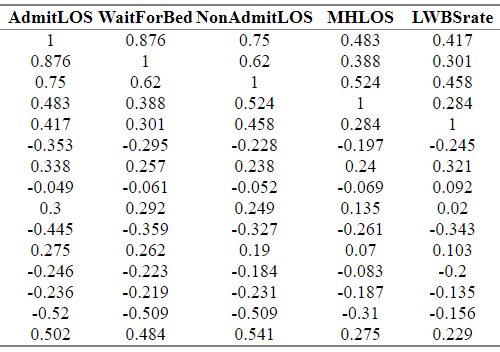 AdmitLOS WaitForBed NonAdmitLOS MHLOS LWBSrate
1 0.876 0.75 0.483 0.417
0.876 1 0.62 0.388 0.301
0.75 0.62 1 0.524 0.458
0.483 0.388 0.524 1 0.284
0.417 0.301 0.458 0.284 1
-0.353 -0.295 -0.228 -0.197 -0.245
0.338 0.257 0.238 0.24 0.321
-0.049 -0.061 -0.052 -0.069 0.092
0.3 0.292 0.249 0.135 0.02
-0.445 -0.359 -0.327 -0.261 -0.343
0.275 0.262 0.19 0.07 0.103
-0.246 -0.223 -0.184 -0.083 -0.2
-0.236 -0.219 -0.231 -0.187 -0.135
-0.52 -0.509 -0.509 -0.31 -0.156
0.502 0.484 0.541 0.275 0.229